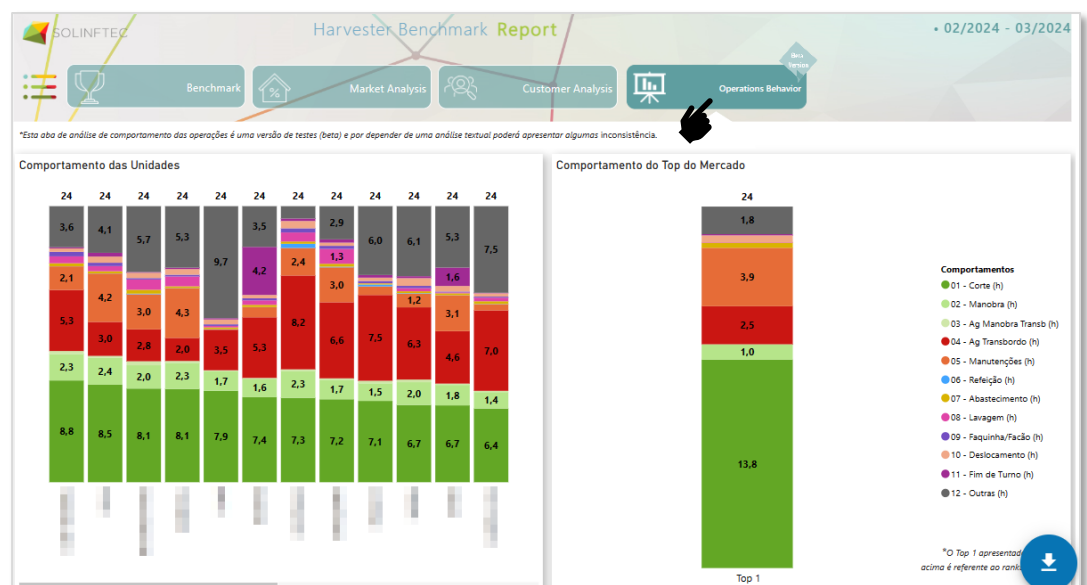 SOLINFTEC
Harvester Benchmark Report
• 02/2024 - 03/2024
Benchmark
Market Analysis
Customer Analysis
Operations Behavior
*Esta aba de análise de comportamento das operações é uma versão de testes (beta) e por depender de uma análise textual poderá apresentar algumas inconsistência.
Comportamento das Unidades
24 24 24 24 24 24 24 24 24 24 24 24
3,6 4,1 5,7 5,3 9,7 3,5 2,9 6,0 6,1 5,3 7,5
4,2 1,3 1,6
2,1 4,2 3,0 4,3 2,4 3,0 1,2 3,1
5,3 3,0 2,8 2,0 3,5 5,3 8,2 6,6 7,5 6,3 4,6 7,0
2,3 2,4 2,0 2,3 1,7 1,6 2,3 1,7 1,5 2,0 1,8 1,4
8,8 8,5 8,1 8,1 7,9 7,4 7,3 7,2 7,1 6,7 6,7 6,4
Comportamento do Top do Mercado
24
1,8
3,9
2,5
1,0
13,8
Top 1
Comportamentos
01 - Corte (h)
02 - Manobra (h)
03 - Ag Manobra Transb (h)
04 - Ag Transbordo (h)
05 - Manutenções (h)
06 - Refeição (h)
07 - Abastecimento (h)
08 - Lavagem (h)
09 - Faquinha/Facão (h)
10 - Deslocamento (h)
11 - Fim de Turno (h)
12 - Outras (h)
*O Top 1 apresentad
acima é referente ao rank